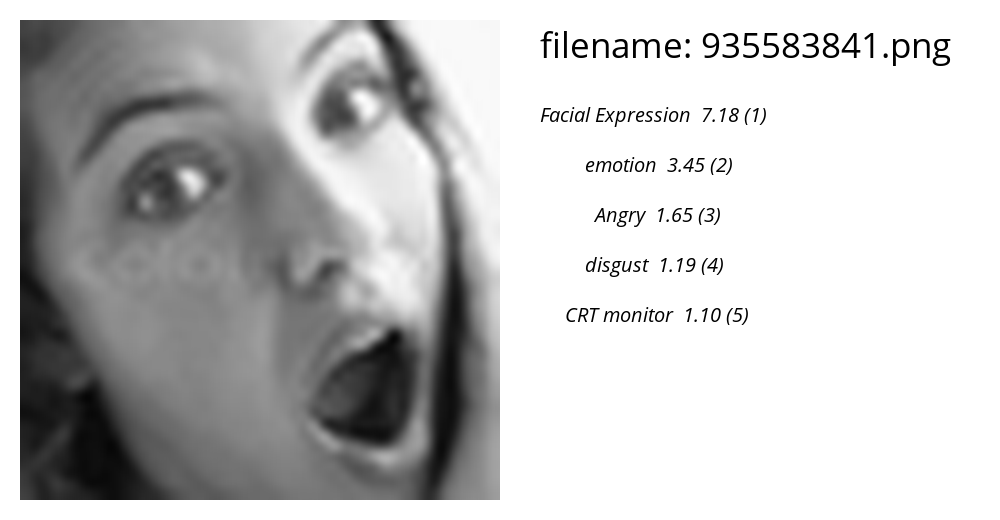 filename: 935583841.png
Facial Expression 7.18 (1)
emotion 3.45 (2)
Angry 1.65 (3)
disgust 1.19 (4)
CRT monitor 1.10 (5)